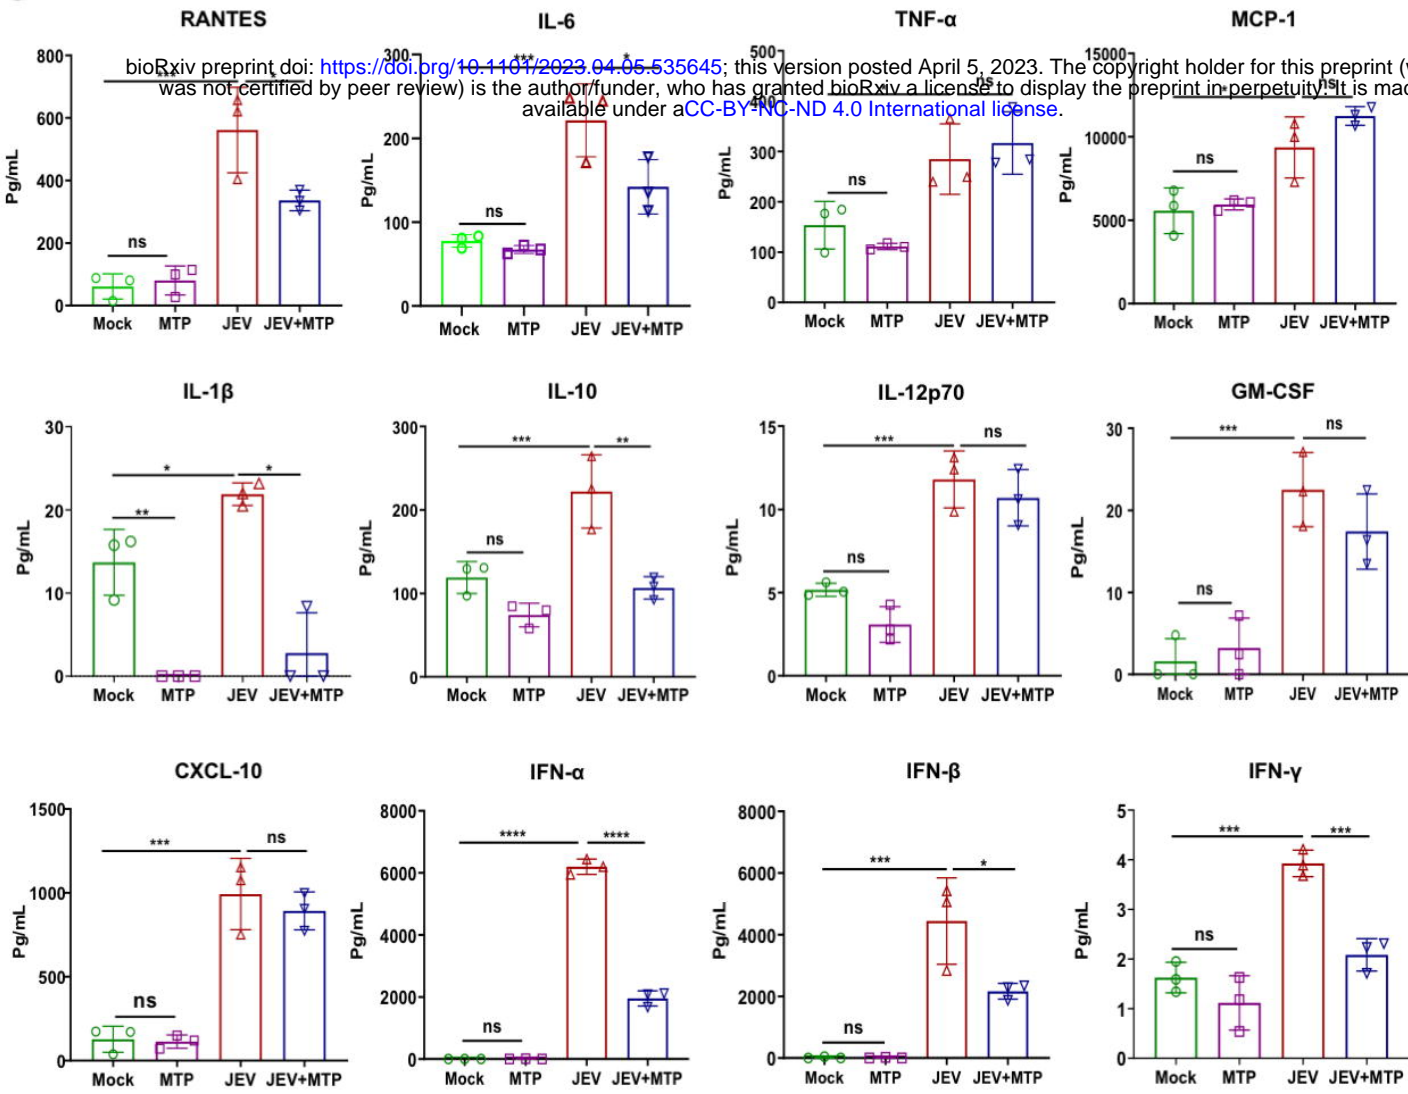 RANTES
IL-6
TNF-α
MCP-1
bioRxiv preprint doi: https://doi.org/10.1101/2023.04.05.535645; this version posted April 5, 2023. The copyright holder for this preprint (
was not certified by peer review) is the author/funder, who has granted bioRxiv a license to display the preprint in perpetuity. It is
available under aCC-BY-NC-ND 4.0 International license.
Pg/mL
800
600
400
200
0
***
*
ns
Mock MTP JEV JEV+MTP
Pg/mL
300
200
100
0
***
*
ns
Mock MTP JEV JEV+MTP
Pg/mL
500
400
300
200
100
0
ns
ns
Mock MTP JEV JEV+MTP
Pg/mL
15000
10000
5000
0
*
ns
ns
Mock MTP JEV JEV+MTP
IL-1β
Pg/mL
30
20
10
0
*
*
**
Mock MTP JEV JEV+MTP
IL-10
Pg/mL
300
200
100
0
***
**
ns
Mock MTP JEV JEV+MTP
IL-12p70
Pg/mL
15
10
5
0
***
ns
ns
Mock MTP JEV JEV+MTP
GM-CSF
Pg/mL
30
20
10
0
***
ns
ns
Mock MTP JEV JEV+MTP
CXCL-10
Pg/mL
1500
1000
500
0
***
ns
ns
Mock MTP JEV JEV+MTP
IFN-α
Pg/mL
8000
6000
4000
2000
0
****
****
ns
Mock MTP JEV JEV+MTP
IFN-β
Pg/mL
8000
6000
4000
2000
0
***
*
ns
Mock MTP JEV JEV+MTP
IFN-γ
Pg/mL
5
4
3
2
1
0
***
***
ns
Mock MTP JEV JEV+MTP